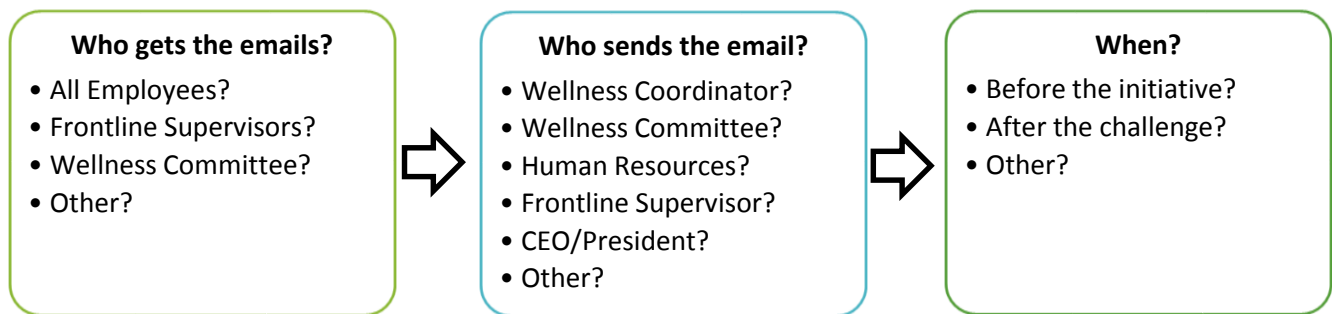 Who gets the emails?
• All Employees?
• Frontline Supervisors?
• Wellness Committee?
• Other?
Who sends the email?
• Wellness Coordinator?
• Wellness Committee?
• Human Resources?
• Frontline Supervisor?
• CEO/President?
• Other?
When?
• Before the initiative?
• After the challenge?
• Other?